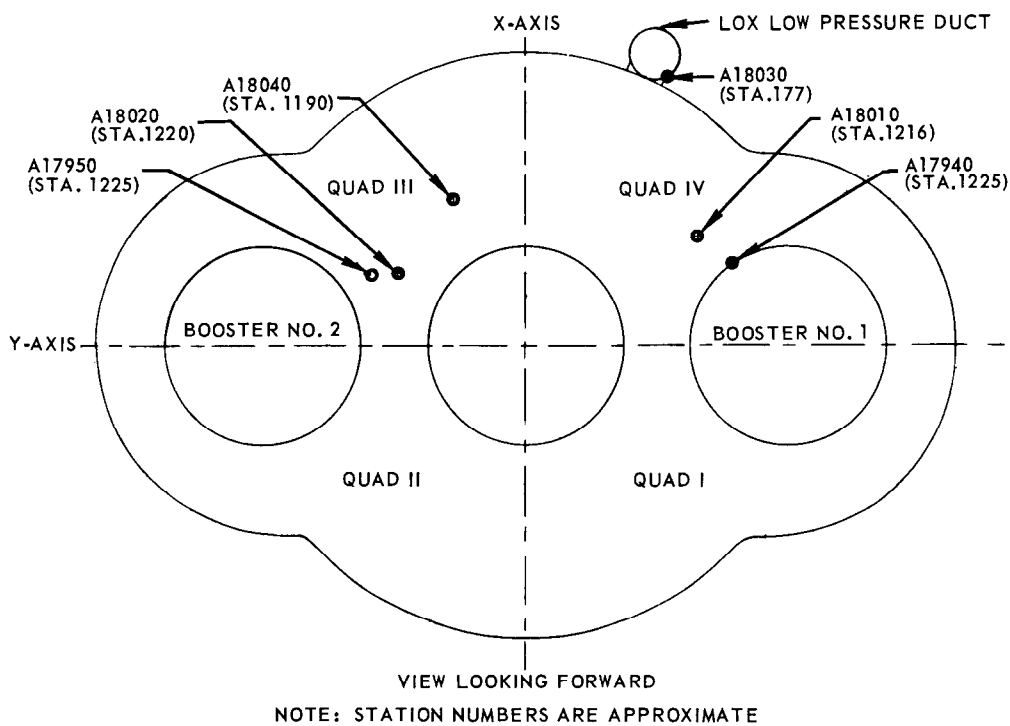 X-AXIS
LOX LOW PRESSURE DUCT
A18030
(STA.177)
A18040
(STA. 1190)
A18020
(STA.1220)
A18010
(STA.1216)
A17950
(STA. 1225)
A17940
(STA.1225)
QUAD III
QUAD IV
BOOSTER NO. 2
BOOSTER NO. 1
Y-AXIS
QUAD II
QUAD I
VIEW LOOKING FORWARD
NOTE: STATION NUMBERS ARE APPROXIMATE